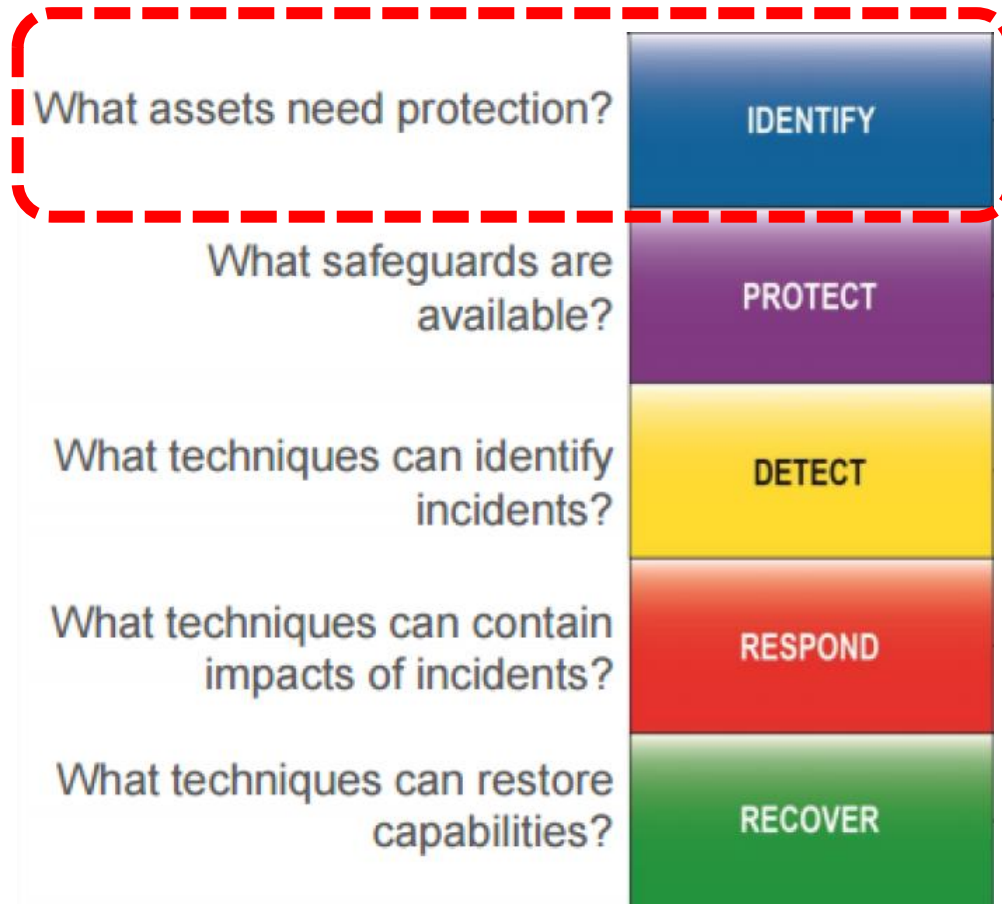 What assets need protection?
IDENTIFY
What safeguards are
available?
PROTECT
What techniques can identify
incidents?
DETECT
What techniques can contain
impacts of incidents?
RESPOND
What techniques can restore
capabilities?
RECOVER